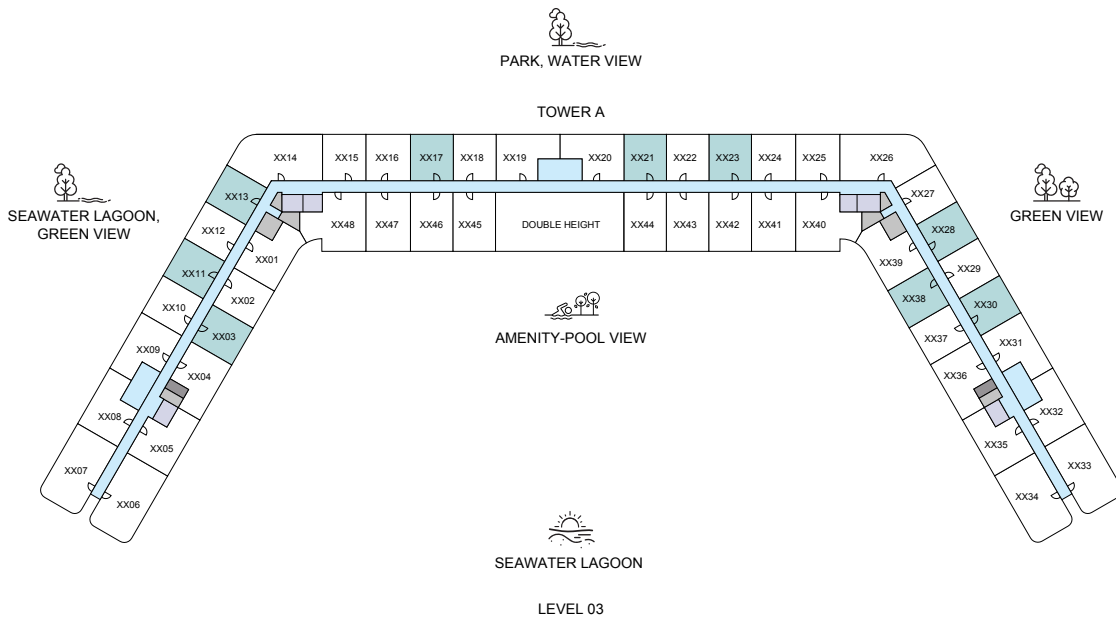 PARK, WATER VIEW
TOWER A
XX14
XX15
XX16
XX17
XX18
XX19
XX20
XX21
XX22
XX23
XX24
XX25
XX26
XX13
XX27
SEAWATER LAGOON,
GREEN VIEW
GREEN VIEW
XX12
XX48
XX47
XX46
XX45
DOUBLE HEIGHT
XX44
XX43
XX42
XX41
XX40
XX28
XX01
XX39
XX11
XX29
XX02
XX38
XX10
XX30
XX03
XX37
AMENITY-POOL VIEW
XX09
XX31
XX04
XX36
XX08
XX32
XX05
XX35
XX07
XX33
XX06
XX34
SEAWATER LAGOON
LEVEL 03